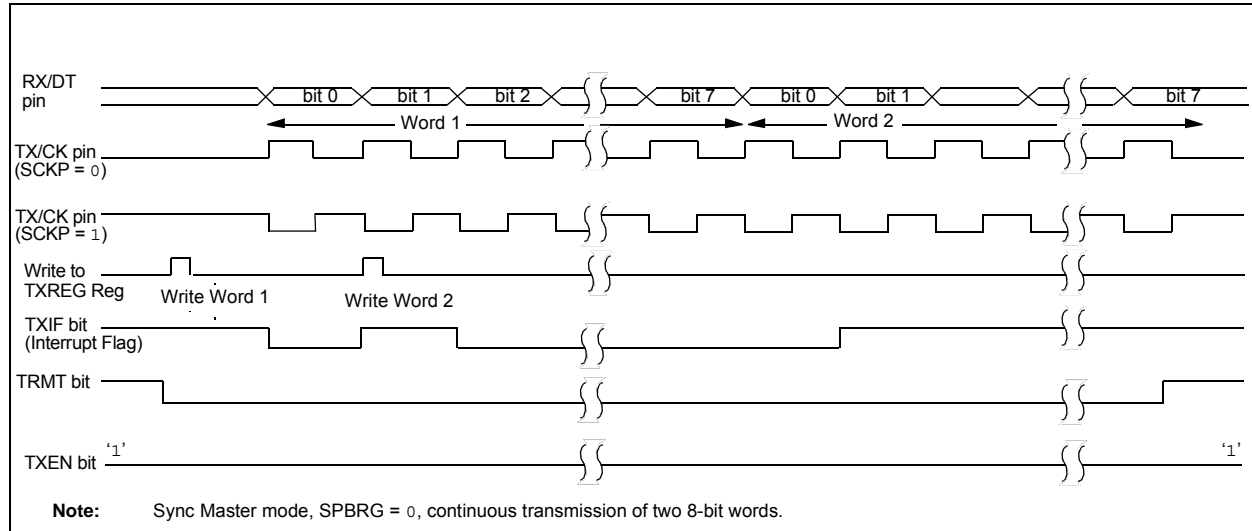 RX/DT
pin
bit 0 bit 1 bit 2 bit 7 bit 0 bit 1 bit 7
Word 1 Word 2
TX/CK pin
(SCKP = 0)
TX/CK pin
(SCKP = 1)
Write to
TXREG Reg
Write Word 1 Write Word 2
TXIF bit
(Interrupt Flag)
TRMT bit
TXEN bit ‘1’ ‘1’
Note: Sync Master mode, SPBRG = 0, continuous transmission of two 8-bit words.